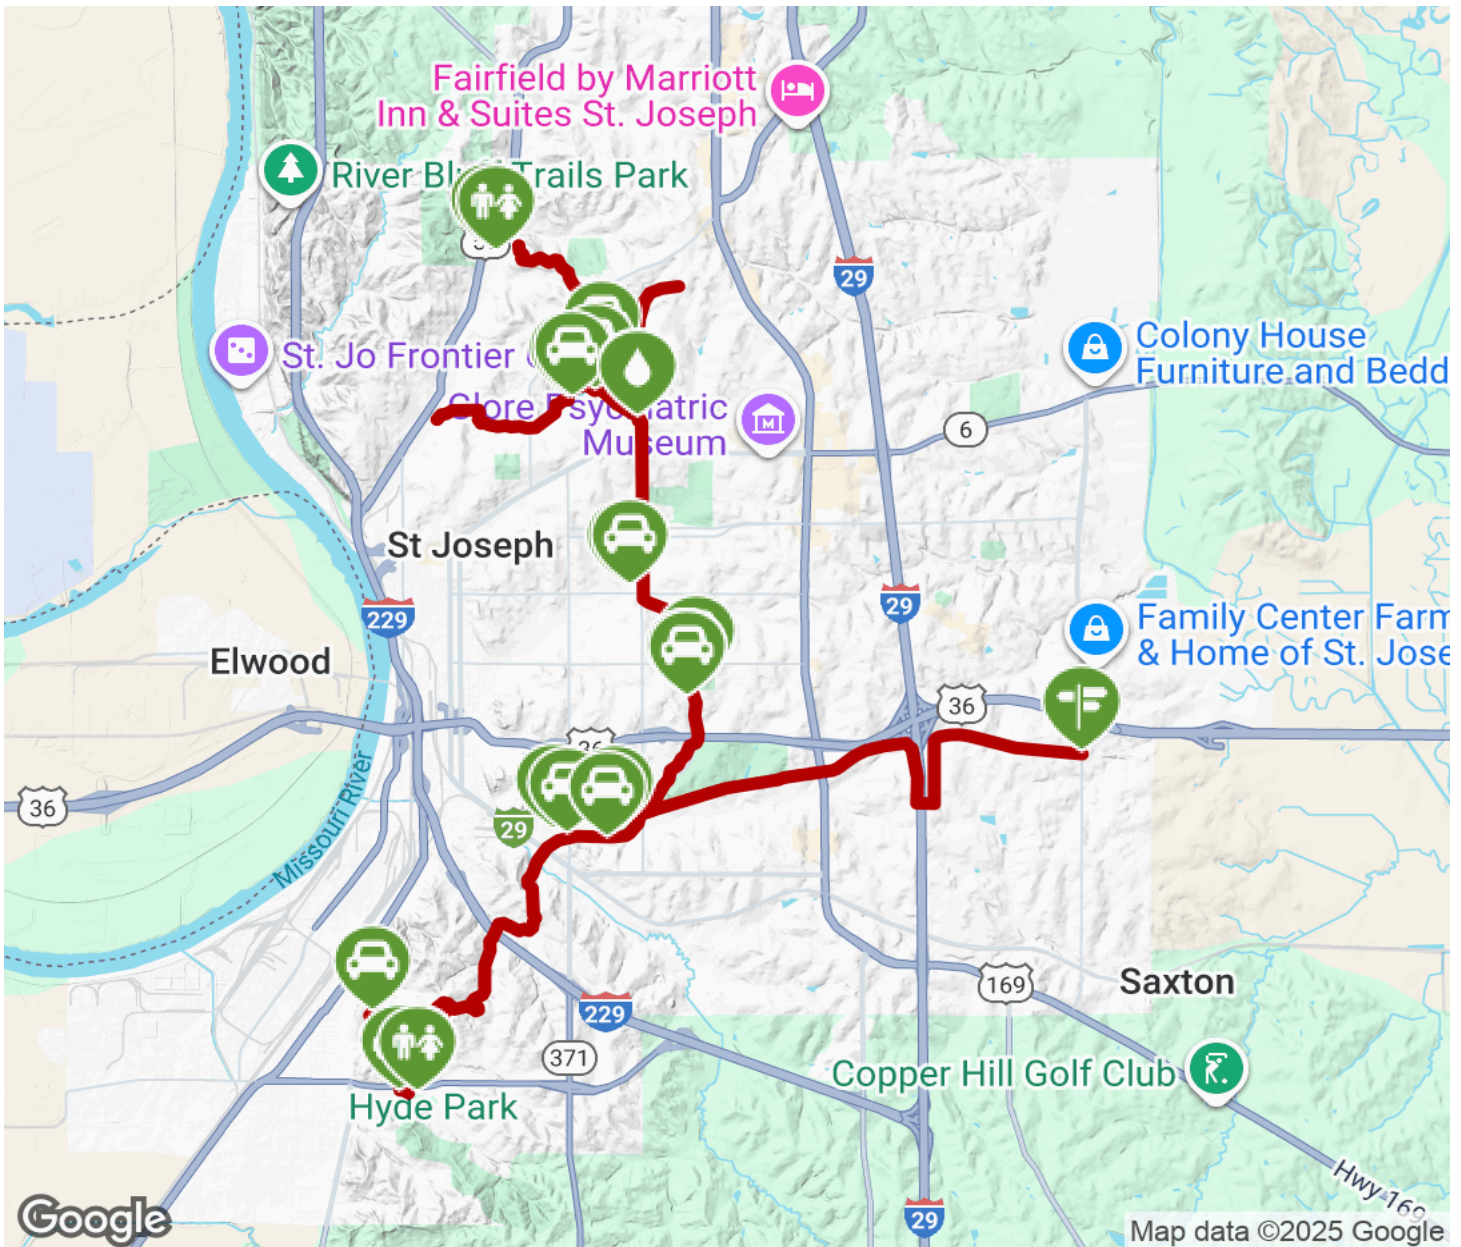 Fairfield by Marriott
Inn & Suites St. Joseph
River Bl Trails Park
29
St. Jo Frontier
Colony House
Furniture and Bedd
Glore Psychiatric
Museum
6
St Joseph
229
29
Family Center Farm
& Home of St. Jose
Elwood
36
36
36
29
Missouri River
Saxton
169
229
371
Copper Hill Golf Club
Hyde Park
Hwy 169
29
Google
Map data ©2025 Google